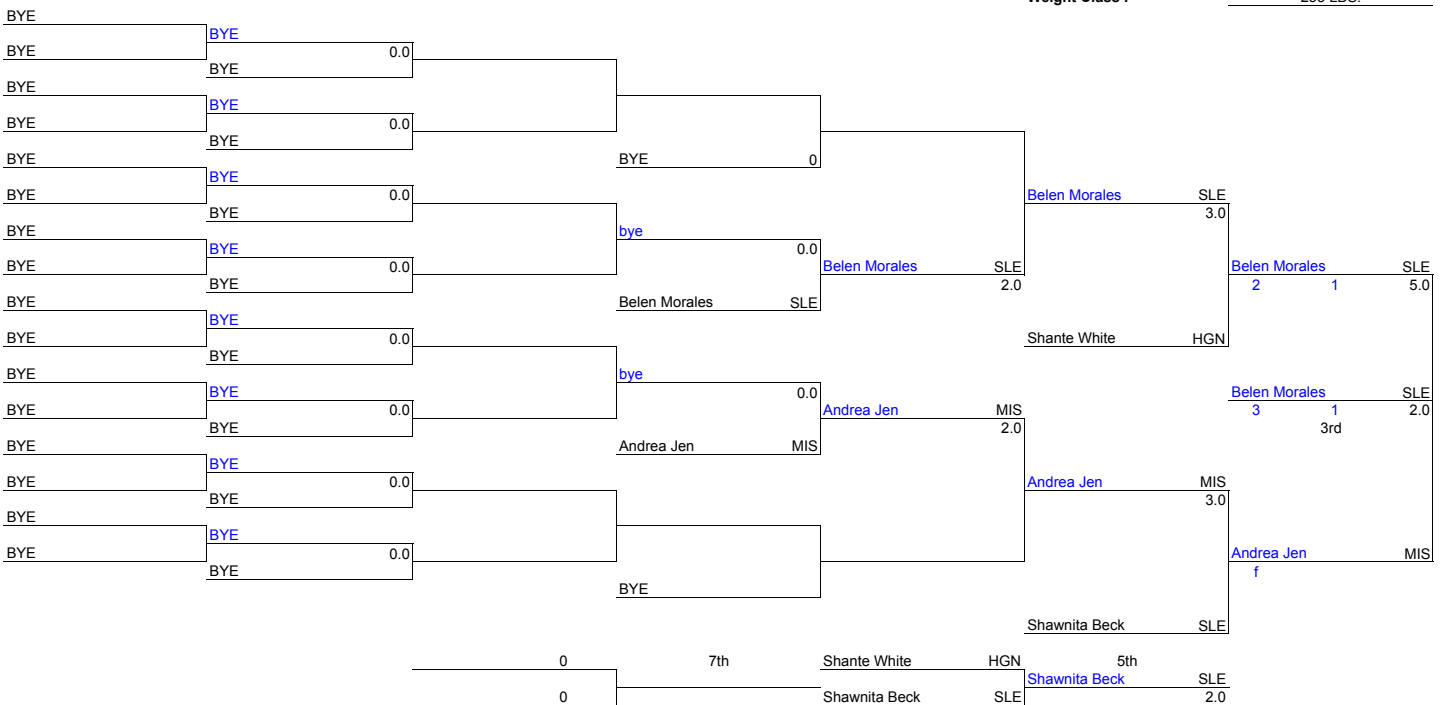 Weight Class : LBS.
BYE
BYE
BYE 0.0
BYE
BYE
BYE
BYE 0.0
BYE
BYE BYE 0
BYE
BYE 0.0 Belen Morales SLE
BYE 3.0
BYE bye
BYE 0.0
BYE 0.0 Belen Morales SLE Belen Morales SLE
BYE 2.0 2 1 5.0
BYE Belen Morales SLE
BYE
BYE 0.0 Shante White HGN
BYE
BYE bye
BYE 0.0 Belen Morales SLE
BYE 0.0 Andrea Jen MIS 3 1 2.0
BYE 2.0 3rd
BYE Andrea Jen MIS
BYE
BYE 0.0 Andrea Jen MIS
BYE 3.0
BYE
BYE
BYE 0.0 Andrea Jen MIS
BYE f
BYE
Shawnita Beck SLE
0 7th Shante White HGN 5th
Shawnita Beck SLE
0 Shawnita Beck SLE 2.0